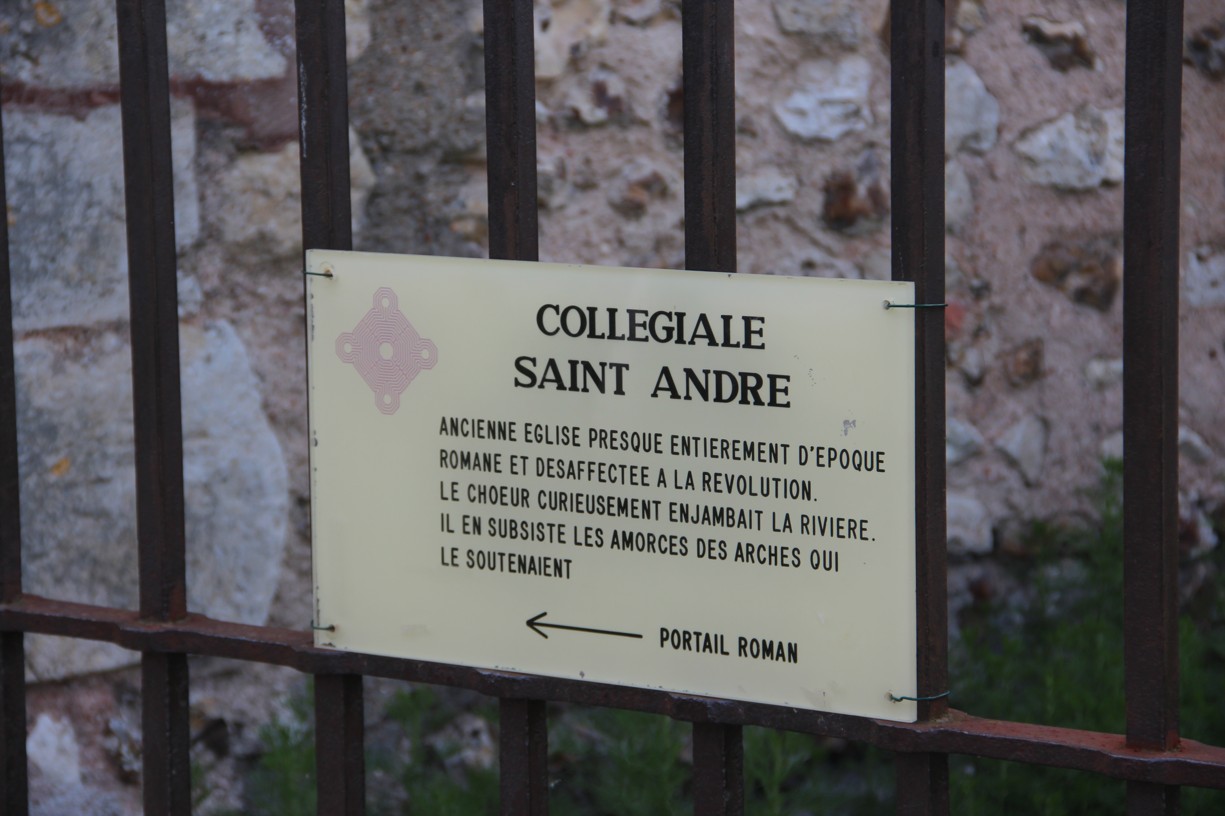 COLLEGIALE
SAINT ANDRE
ANCIENNE EGLISE PRESQUE ENTIEREMENT D'EPOQUE
ROMANE ET DESAFFECTEE A LA REVOLUTION.
LE CHOEUR CURIEUSEMENT ENJAMBAIT LA RIVIERE.
IL EN SUBSISTE LES AMORCES DES ARCHES QUI
LE SOUTENAIENT
PORTAIL ROMAN